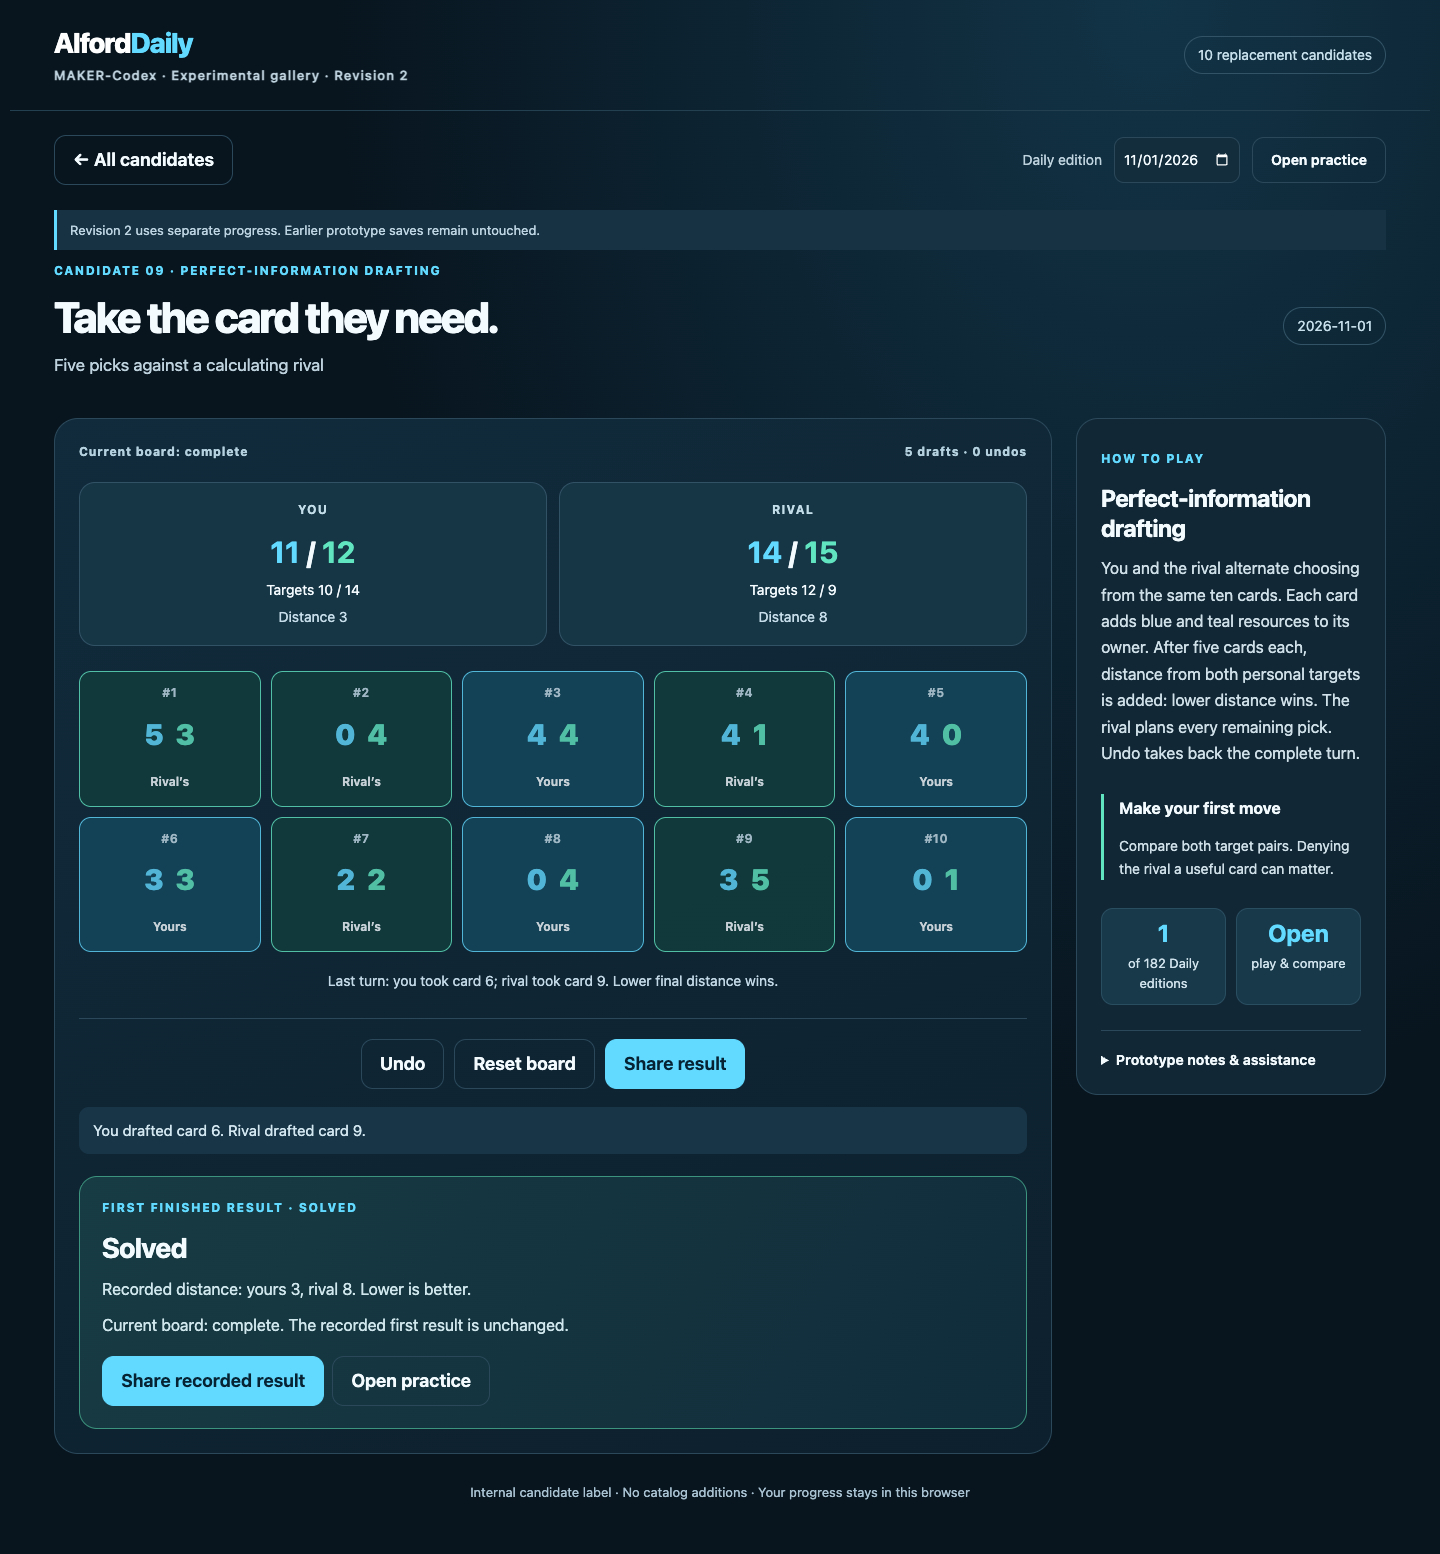 AlfordDaily
MAKER-Codex · Experimental gallery · Revision 2
10 replacement candidates
← All candidates
Daily edition
11/01/2026
Open practice
Revision 2 uses separate progress. Earlier prototype saves remain untouched.
CANDIDATE 09 · PERFECT-INFORMATION DRAFTING
Take the card they need.
2026-11-01
Five picks against a calculating rival
Current board: complete
5 drafts · 0 undos
YOU
11 / 12
Targets 10 / 14
Distance 3
RIVAL
14 / 15
Targets 12 / 9
Distance 8
#1
5 3
Rival's
#2
0 4
Rival's
#3
4 4
Yours
#4
4 1
Rival's
#5
4 0
Yours
#6
3 3
Yours
#7
2 2
Rival's
#8
0 4
Yours
#9
3 5
Rival's
#10
0 1
Yours
Last turn: you took card 6; rival took card 9. Lower final distance wins.
Undo
Reset board
Share result
You drafted card 6. Rival drafted card 9.
FIRST FINISHED RESULT · SOLVED
Solved
Recorded distance: yours 3, rival 8. Lower is better.
Current board: complete. The recorded first result is unchanged.
Share recorded result
Open practice
HOW TO PLAY
Perfect-information
drafting
You and the rival alternate choosing
from the same ten cards. Each card
adds blue and teal resources to its
owner. After five cards each,
distance from both personal targets
is added: lower distance wins. The
rival plans every remaining pick.
Undo takes back the complete turn.
Make your first move
Compare both target pairs. Denying
the rival a useful card can matter.
1
of 182 Daily
editions
Open
play & compare
▶ Prototype notes & assistance
Internal candidate label · No catalog additions · Your progress stays in this browser